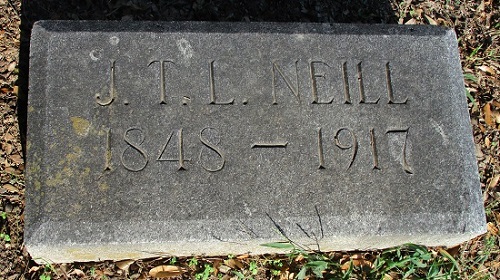 J. T. L. NEILL
1848 – 1917